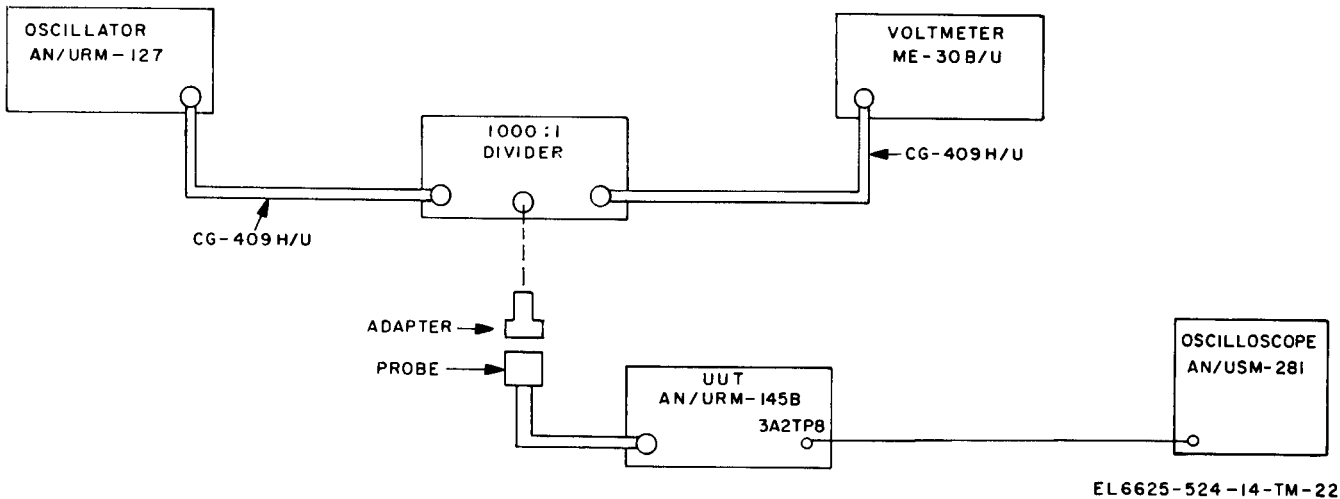 OSCILLATOR
AN/URM-127
VOLTMETER
ME-30B/U
1000:1
DIVIDER
CG-409H/U
CG-409H/U
ADAPTER
PROBE
UUT
AN/URM-145B
3A2TP8
OSCILLOSCOPE
AN/USM-281
EL6625-524-14-TM-22